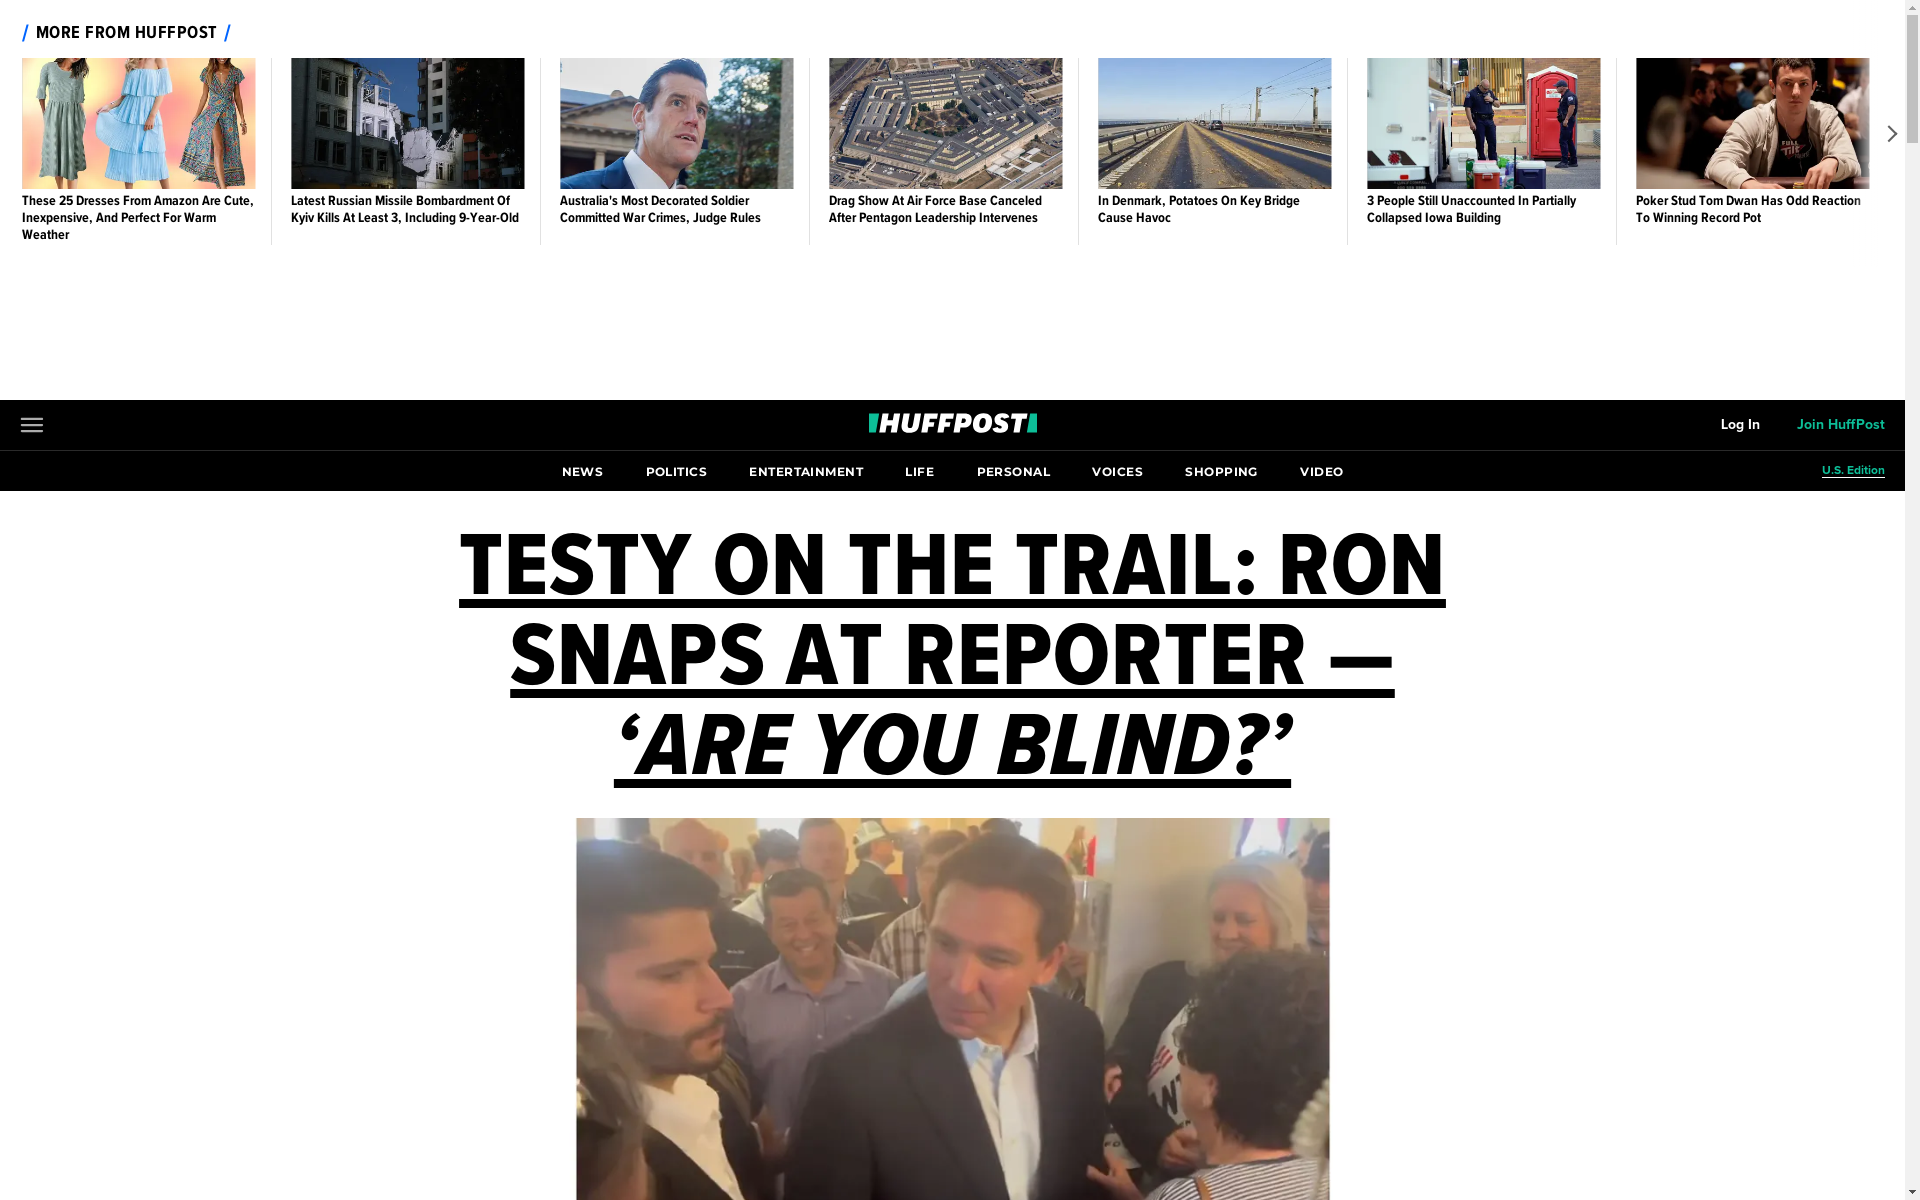 / MORE FROM HUFFPOST /
These 25 Dresses From Amazon Are Cute,
Inexpensive, And Perfect For Warm
Weather
Latest Russian Missile Bombardment Of
Kyiv Kills At Least 3, Including 9-Year-Old
Australia's Most Decorated Soldier
Committed War Crimes, Judge Rules
Drag Show At Air Force Base Canceled
After Pentagon Leadership Intervenes
In Denmark, Potatoes On Key Bridge
Cause Havoc
3 People Still Unaccounted In Partially
Collapsed Iowa Building
FULL
Tilt
Poker Stud Tom Dwan Has Odd Reaction
To Winning Record Pot
HUFFPOST
Log In
Join HuffPost
NEWS
POLITICS
ENTERTAINMENT
LIFE
PERSONAL
VOICES
SHOPPING
VIDEO
U.S. Edition
TESTY ON THE TRAIL: RON
SNAPS AT REPORTER —
‘ARE YOU BLIND?’